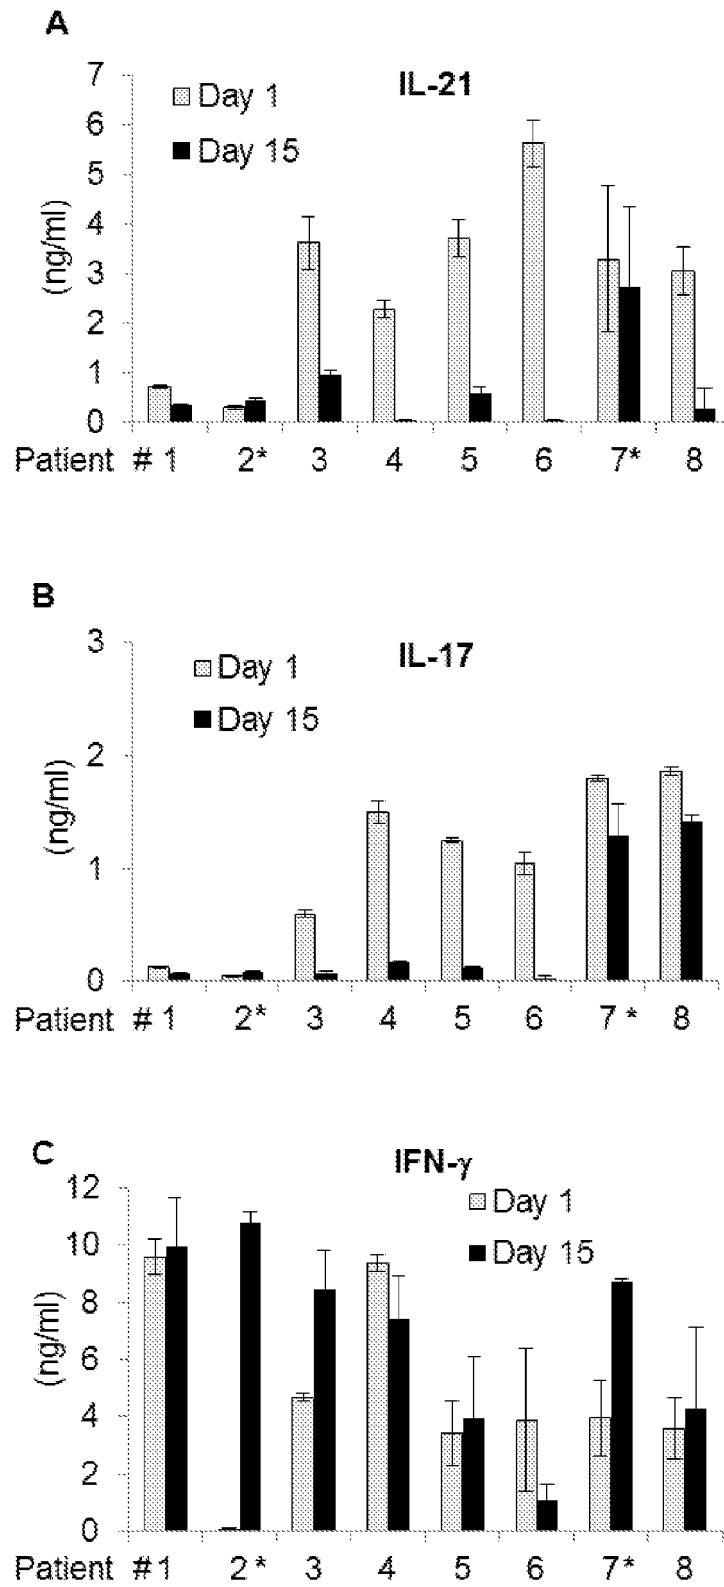 A
IL-21
7
6
5
4
3
2
1
0
(ng/ml)
Day 1
Day 15
Patient # 1 2* 3 4 5 6 7* 8
B
IL-17
3
2
1
0
(ng/ml)
Day 1
Day 15
Patient # 1 2* 3 4 5 6 7 * 8
C
IFN-γ
12
10
8
6
4
2
0
(ng/ml)
Day 1
Day 15
Patient #1 2* 3 4 5 6 7* 8